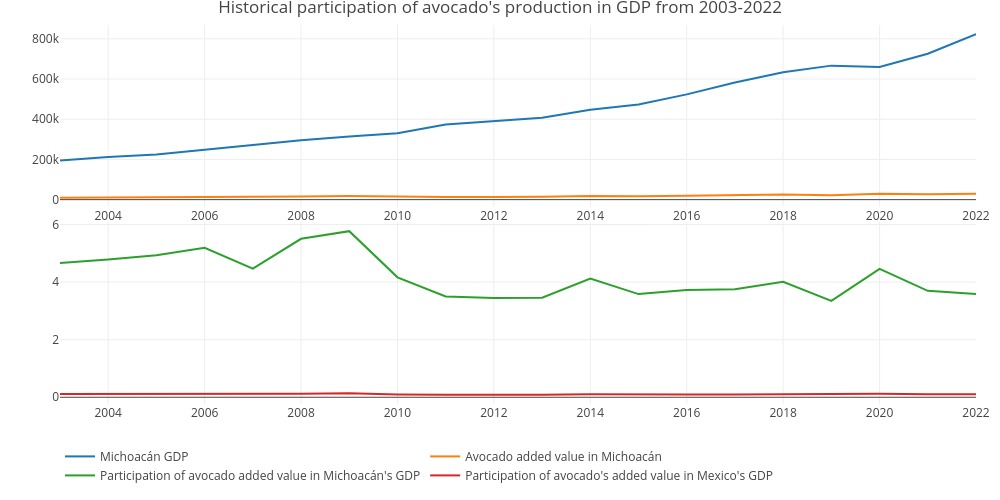 Historical participation of avocado's production in GDP from 2003-2022
800k
600k
400k
200k
0
2004 2006 2008 2010 2012 2014 2016 2018 2020 2022
6
4
2
0
2004 2006 2008 2010 2012 2014 2016 2018 2020 2022
Michoacán GDP Avocado added value in Michoacán
Participation of avocado added value in Michoacán's GDP Participation of avocado's added value in Mexico's GDP